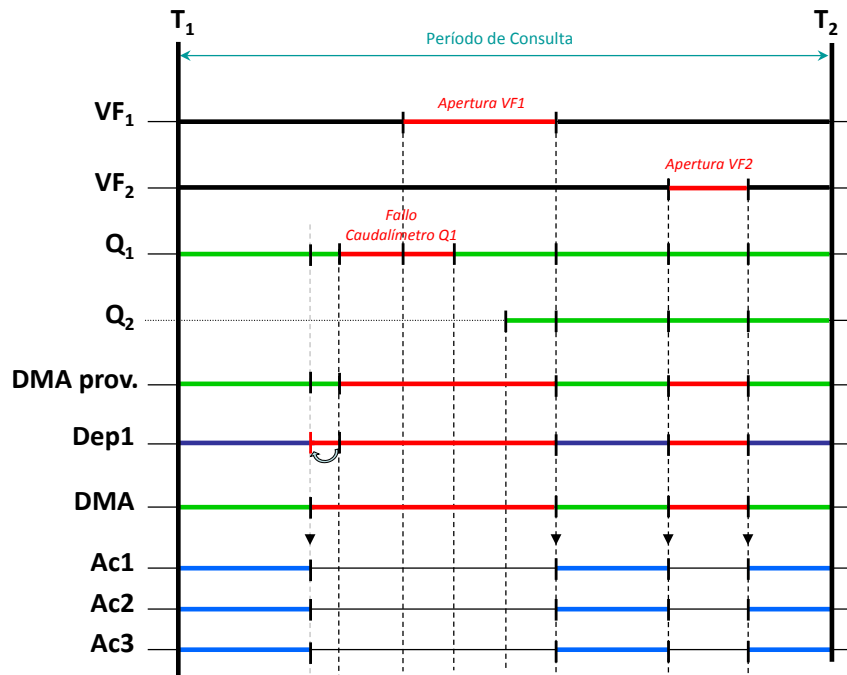 T₁
T₂
Período de Consulta
VF₁
Apertura VF1
VF₂
Apertura VF2
Q₁
Fallo
Caudalímetro Q1
Q₂
DMA prov.
Dep1
DMA
Ac1
Ac2
Ac3